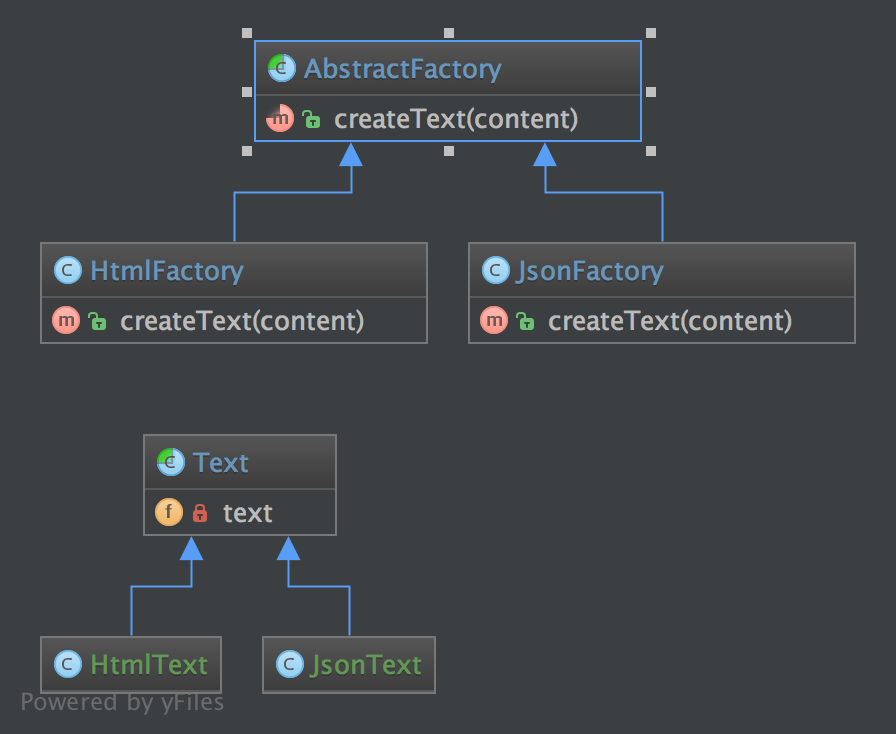 AbstractFactory
createText(content)
HtmlFactory
createText(content)
JsonFactory
createText(content)
Text
text
HtmlText
JsonText
Powered by yFiles